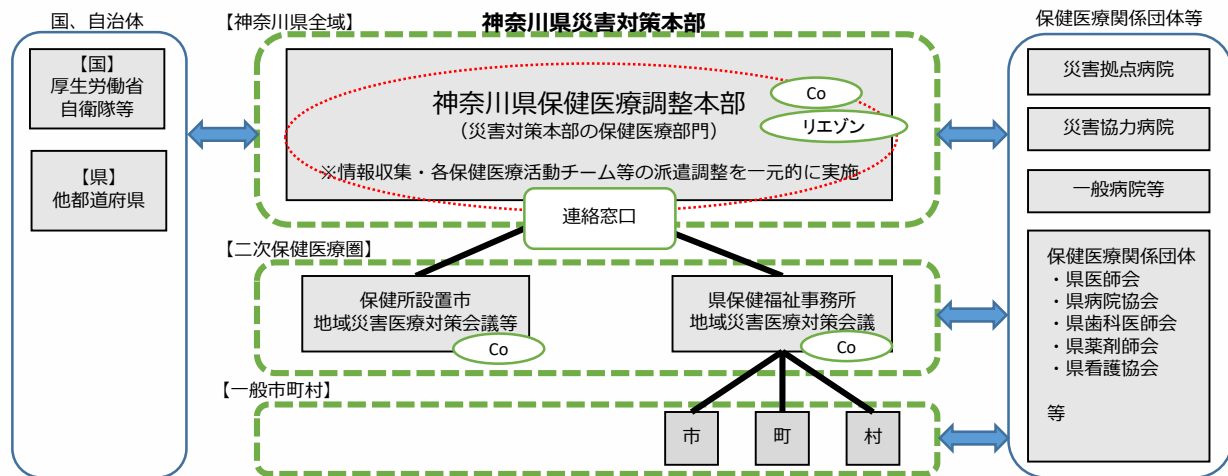 国、自治体
【国】
厚生労働省
自衛隊等
【県】
他都道府県
【神奈川県全域】
神奈川県災害対策本部
神奈川県保健医療調整本部
（災害対策本部の保健医療部門）
Co
リエゾン
※情報収集・各保健医療活動チーム等の派遣調整を一元的に実施
連絡窓口
【二次保健医療圏】
保健所設置市
地域災害医療対策会議等
Co
県保健福祉事務所
地域災害医療対策会議
Co
【一般市町村】
市
町
村
保健医療関係団体等
災害拠点病院
災害協力病院
一般病院等
保健医療関係団体
・県医師会
・県病院協会
・県歯科医師会
・県薬剤師会
・県看護協会
等